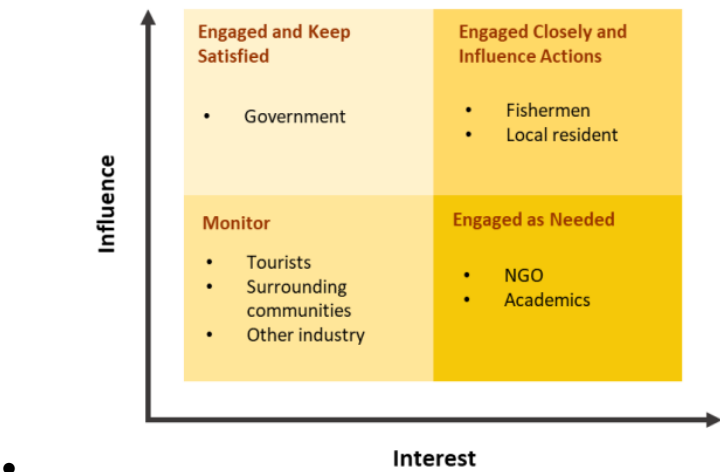 Engaged and Keep
Satisfied
• Government
Engaged Closely and
Influence Actions
• Fishermen
• Local resident
Influence
Monitor
• Tourists
• Surrounding
communities
• Other industry
Engaged as Needed
• NGO
• Academics
Interest
•